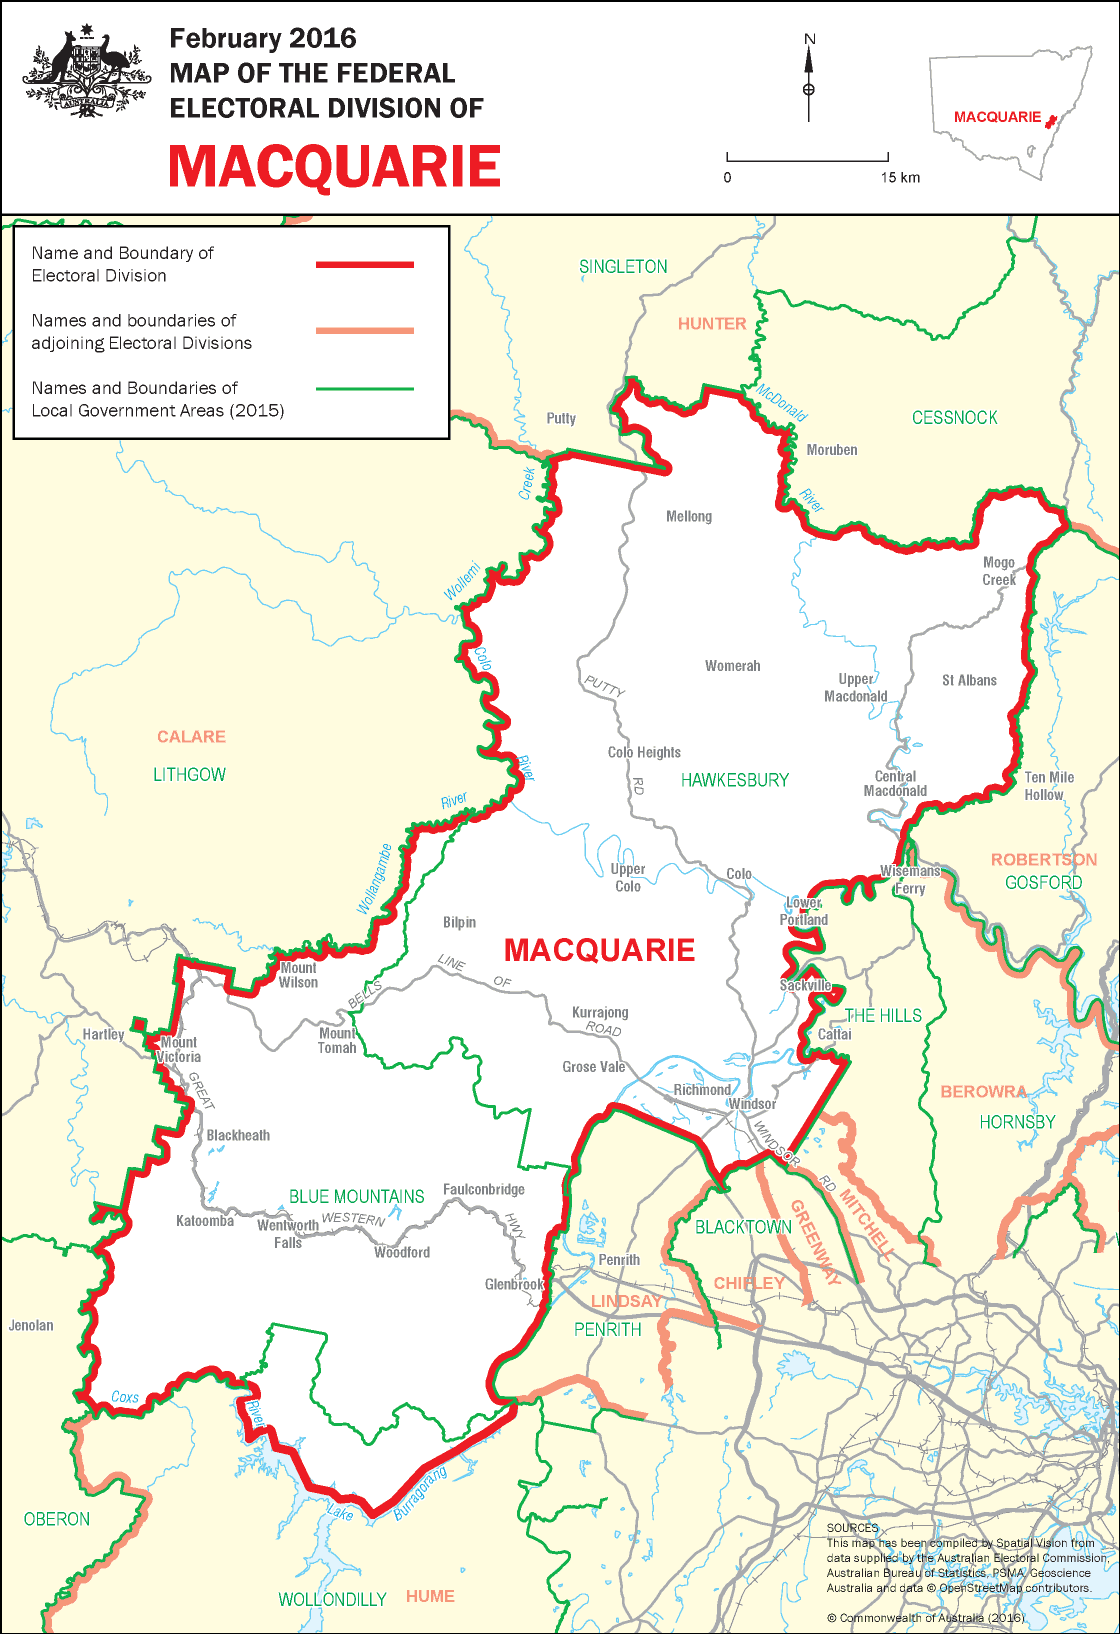 February 2016
MAP OF THE FEDERAL
ELECTORAL DIVISION OF
MACQUARIE
AUSTRALIA
N
0
15 km
MACQUARIE
Name and Boundary of
Electoral Division
Names and boundaries of
adjoining Electoral Divisions
Names and Boundaries of
Local Government Areas (2015)
SINGLETON
HUNTER
McDonald
CESSNOCK
Putty
Moruben
Creek
River
Mellong
Mogo
Creek
Wollemi
Colo
Womerah
PUTTY
Upper
Macdonald
St Albans
CALARE
LITHGOW
Colo Heights
River
RD
HAWKESBURY
Central
Macdonald
Ten Mile
Hollow
River
ROBERTSON
GOSFORD
Wollangambe
Upper
Colo
Colo
Wisemans
Ferry
Lower
Portland
Bilpin
MACQUARIE
Mount
Wilson
LINE
OF
BELLS
Sackville
Kurrajong
ROAD
THE HILLS
Hartley
Mount
Victoria
Mount
Tomah
Cattai
Grose Vale
GREAT
Richmond
Windsor
BEROWRA
HORNSBY
Blackheath
WINDSOR
RD
BLUE MOUNTAINS
Faulconbridge
MITCHELL
Katoomba
Wentworth
Falls
WESTERN
HWY
BLACKTOWN
GREENWAY
Woodford
Penrith
Glenbrook
CHIFLEY
LINDSAY
PENRITH
Jenolan
Coxs
River
Lake
Burragorang
OBERON
WOLLONDILLY
HUME
SOURCES
This map has been compiled by Spatial Vision from
data supplied by the Australian Electoral Commission,
Australian Bureau of Statistics, PSMA, Geoscience
Australia and data © OpenStreetMap contributors.
© Commonwealth of Australia (2016)